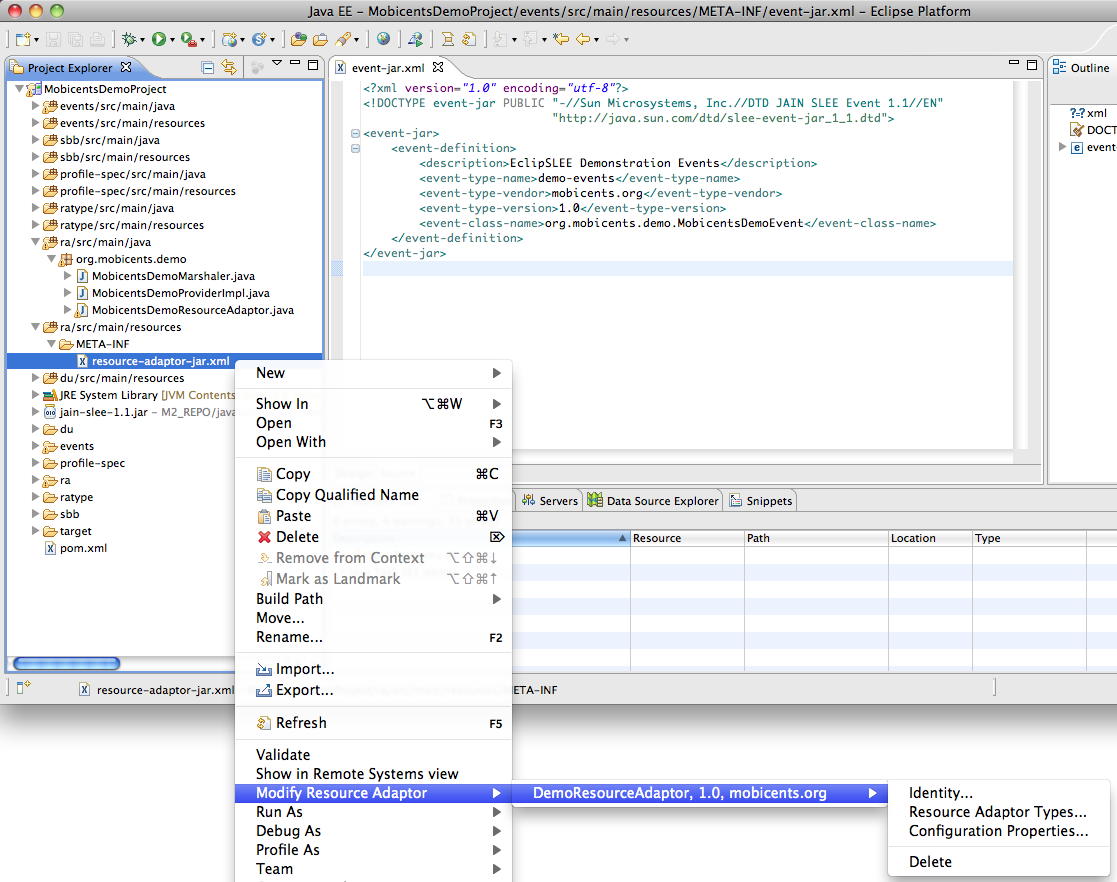 Java EE – MobicentsDemoProject/events/src/main/resources/META-INF/event-jar.xml – Eclipse Platform
Project Explorer
MobicentsDemoProject
events/src/main/java
events/src/main/resources
sbb/src/main/java
sbb/src/main/resources
profile-spec/src/main/java
profile-spec/src/main/resources
ratype/src/main/java
ratype/src/main/resources
ra/src/main/java
org.mobicents.demo
MobicentsDemoMarshaler.java
MobicentsDemoProviderImpl.java
MobicentsDemoResourceAdaptor.java
ra/src/main/resources
META-INF
resource-adaptor-jar.xml
du/src/main/resources
JRE System Library [JVM Contents
jain-slee-1.1.jar – M2_REPO/java
du
events
profile-spec
ra
ratype
sbb
target
pom.xml
event-jar.xml
<?xml version="1.0" encoding="utf-8"?>
<!DOCTYPE event-jar PUBLIC "-//Sun Microsystems, Inc.//DTD JAIN SLEE Event 1.1//EN"
"http://java.sun.com/dtd/slee-event-jar_1_1.dtd">
<event-jar>
<event-definition>
<description>EclipSLEE Demonstration Events</description>
<event-type-name>demo-events</event-type-name>
<event-type-vendor>mobicents.org</event-type-vendor>
<event-type-version>1.0</event-type-version>
<event-class-name>org.mobicents.demo.MobicentsDemoEvent</event-class-name>
</event-definition>
</event-jar>
Outline
?=? xml
DOCT
event
Servers
Data Source Explorer
Snippets
Resource
Path
Location
Type
resource-adaptor-jar.xml
ETA-INF
New
Show In ⌥⌘W
Open F3
Open With
Copy ⌘C
Copy Qualified Name
Paste ⌘V
Delete ⌦
Remove from Context ⌥⇧⌘↓
Mark as Landmark ⌥⇧⌘↑
Build Path
Move...
Rename... F2
Import...
Export...
Refresh F5
Validate
Show in Remote Systems view
Modify Resource Adaptor
Run As
Debug As
Profile As
Team
DemoResourceAdaptor, 1.0, mobicents.org
Identity...
Resource Adaptor Types...
Configuration Properties...
Delete